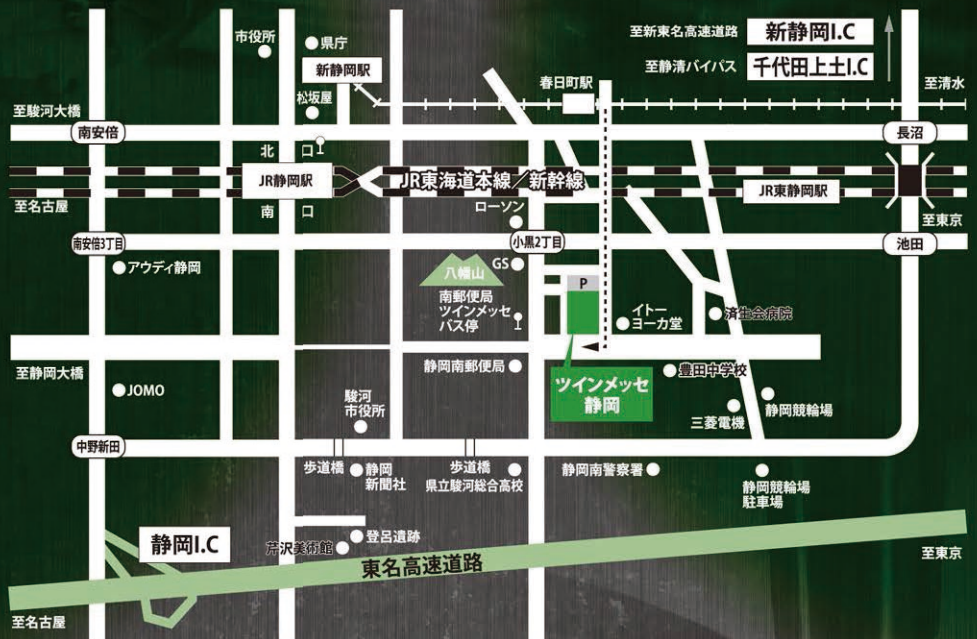 至新東名高速道路
新静岡I.C
至静清バイパス
千代田上土I.C
市役所
県庁
新静岡駅
春日町駅
至清水
松坂屋
至駿河大橋
南安倍
長沼
北口
JR静岡駅
JR東海道本線／新幹線
JR東静岡駅
至名古屋
南口
ローソン
至東京
南安倍3丁目
小黒2丁目
池田
アウディ静岡
GS
八幡山
P
南郵便局
ツインメッセ
バス停
イトー
ヨーカ堂
済生会病院
至静岡大橋
静岡南郵便局
豊田中学校
ツインメッセ
静岡
JOMO
駿河
市役所
静岡競輪場
三菱電機
中野新田
歩道橋
静岡
新聞社
歩道橋
県立駿河総合高校
静岡南警察署
静岡競輪場
駐車場
静岡I.C
登呂遺跡
芹沢美術館
東名高速道路
至東京
至名古屋